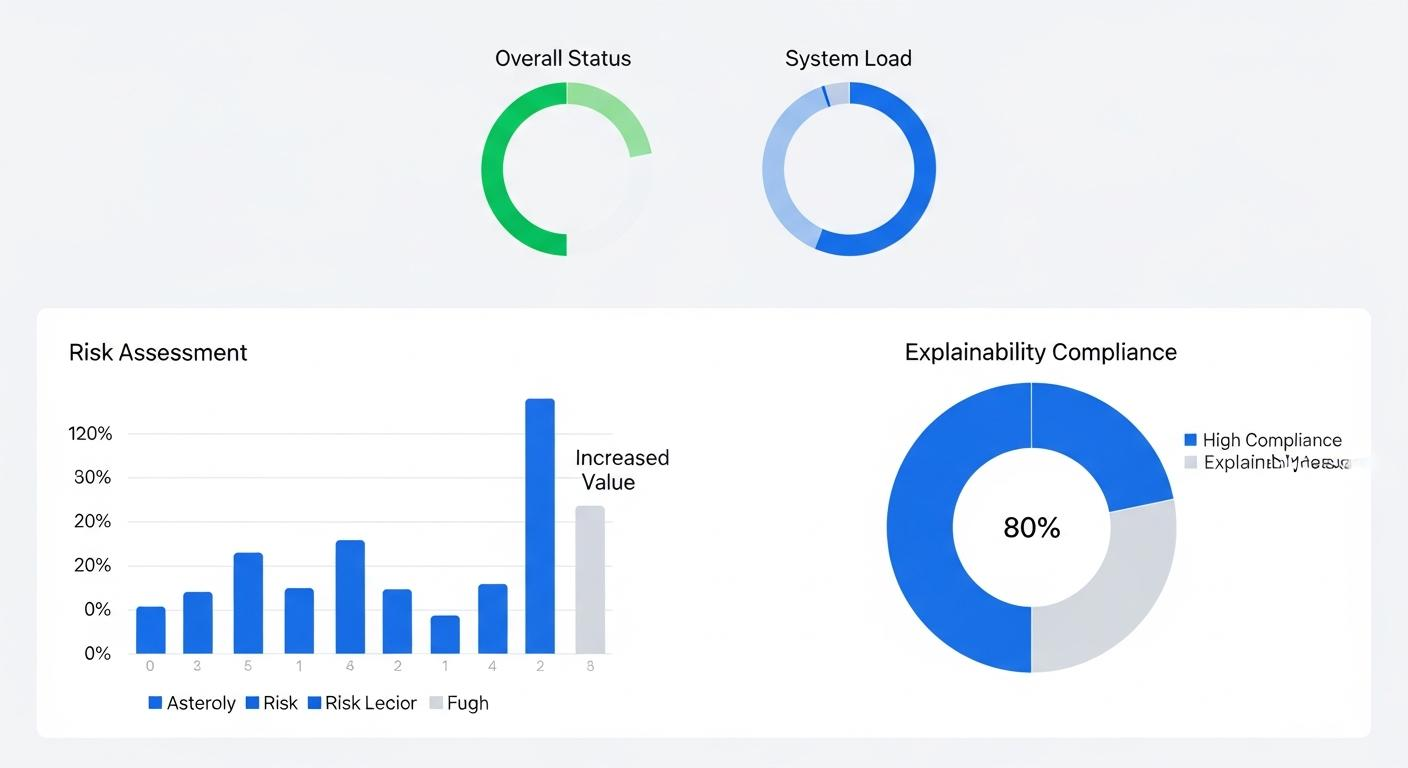 Overall Status
System Load
Risk Assessment
120%
30%
20%
20%
0%
0%
Increased
Value
0 3 5 1 6 2 1 4 2 8
Asteroly Risk Risk Lecior Fugh
Explainability Compliance
80%
High Compliance